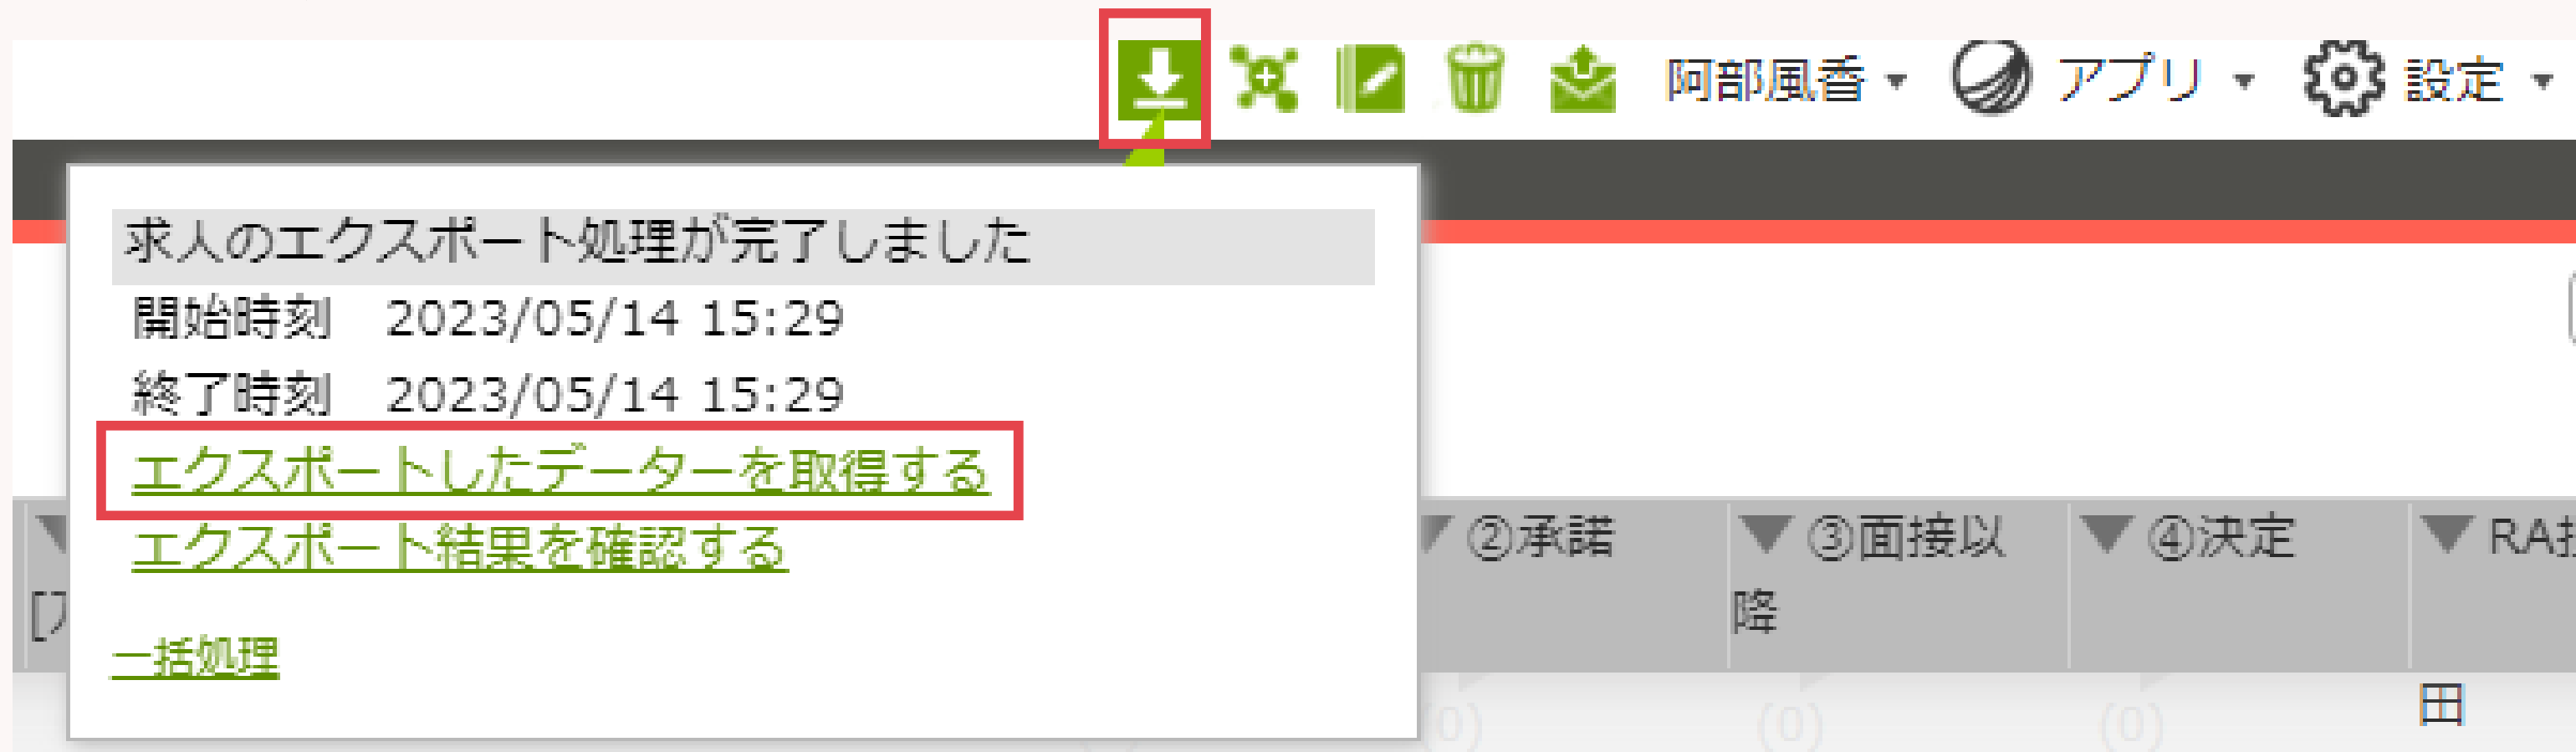 阿部風香 アプリ 設定
求人のエクスポート処理が完了しました
開始時刻 2023/05/14 15:29
終了時刻 2023/05/14 15:29
エクスポートしたデーターを取得する
エクスポート結果を確認する
一括処理
②承諾 ③面接以降 ④決定 RA
(0) (0) (0) 田